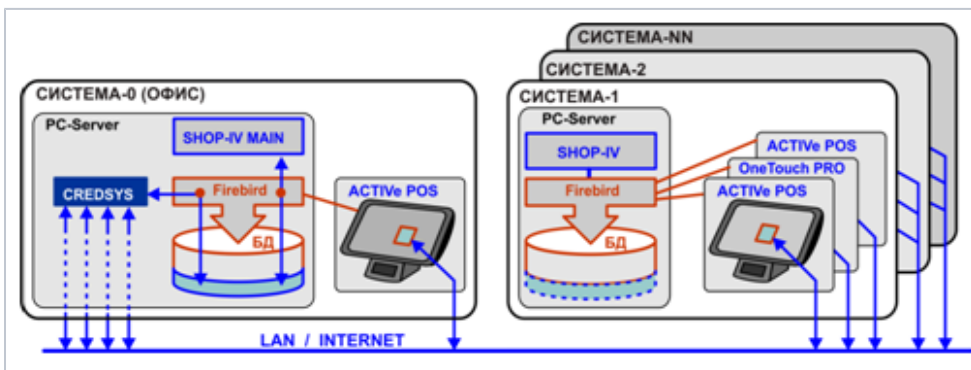 СИСТЕМА-0 (ОФИС)
PC-Server
SHOP-IV MAIN
CREDSYS
Firebird
БД
ACTIVe POS
СИСТЕМА-NN
СИСТЕМА-2
СИСТЕМА-1
PC-Server
SHOP-IV
Firebird
БД
ACTIVe POS
OneTouch PRO
ACTIVe POS
LAN / INTERNET